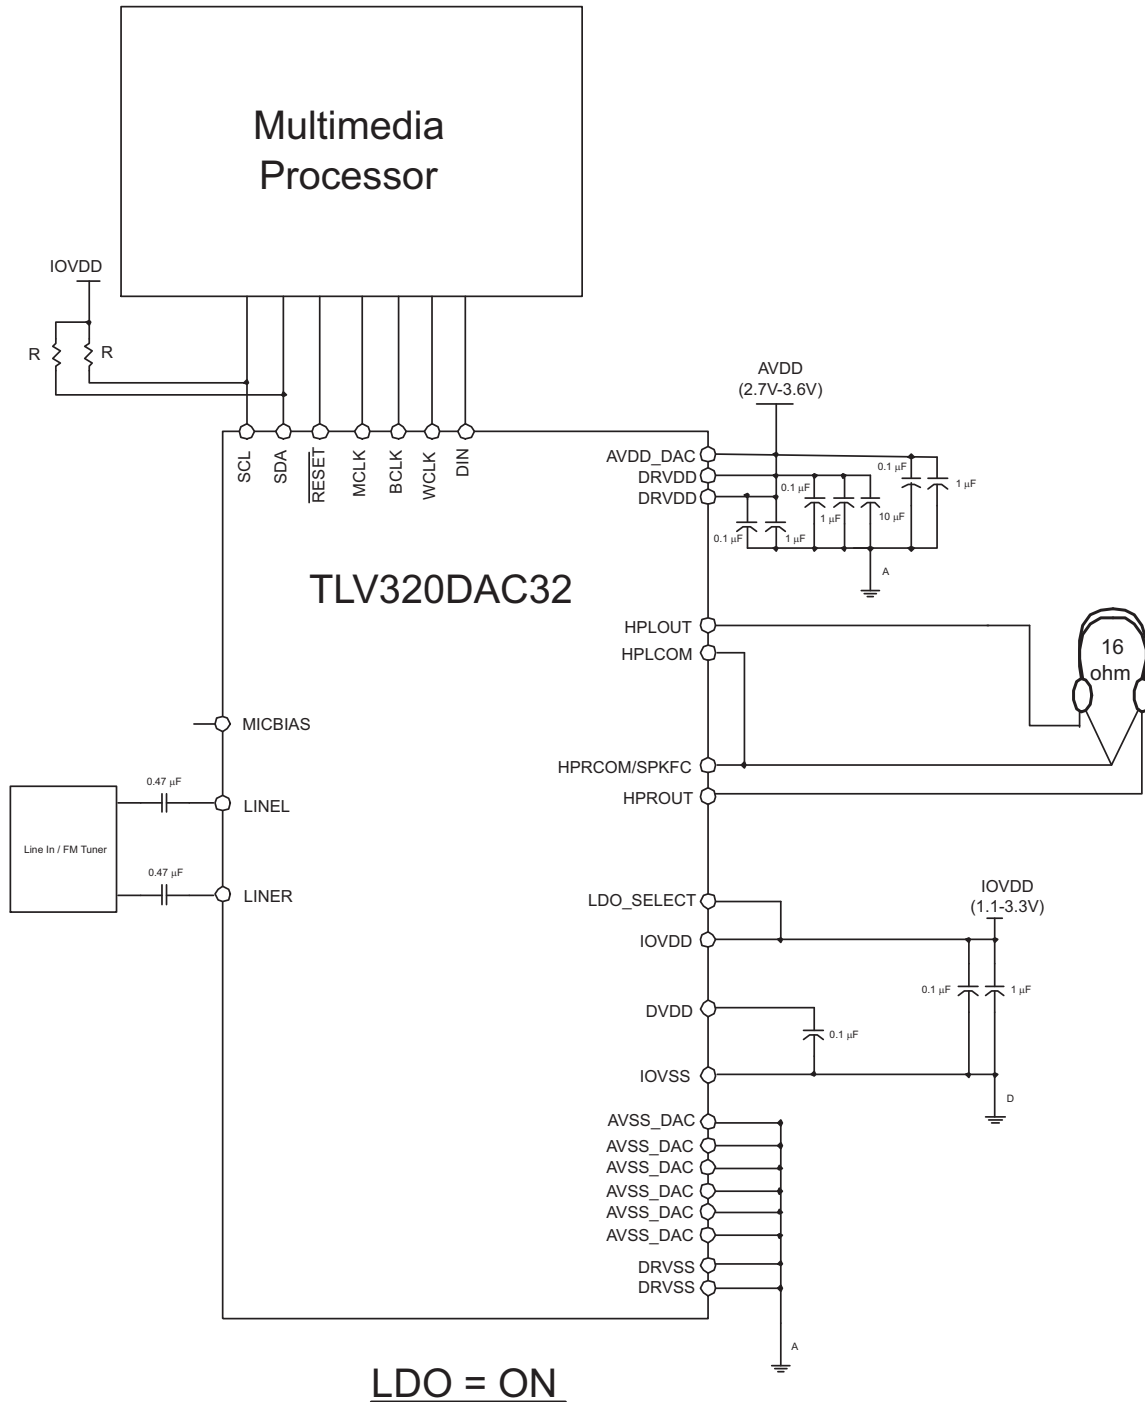 Multimedia
Processor
IOVDD
R
R
AVDD
(2.7V-3.6V)
SCL
SDA
RESET
MCLK
BCLK
WCLK
DIN
AVDD_DAC
DRVDD
DRVDD
0.1 µF
1 µF
0.1 µF
1 µF
10 µF
0.1 µF
1 µF
A
TLV320DAC32
HPLOUT
HPLCOM
16
ohm
MICBIAS
HPRCOM/SPKFC
HPROUT
0.47 µF
LINEL
Line In / FM Tuner
0.47 µF
LINER
LDO_SELECT
IOVDD
(1.1-3.3V)
IOVDD
0.1 µF
1 µF
DVDD
0.1 µF
IOVSS
D
AVSS_DAC
AVSS_DAC
AVSS_DAC
AVSS_DAC
AVSS_DAC
AVSS_DAC
DRVSS
DRVSS
A
LDO = ON